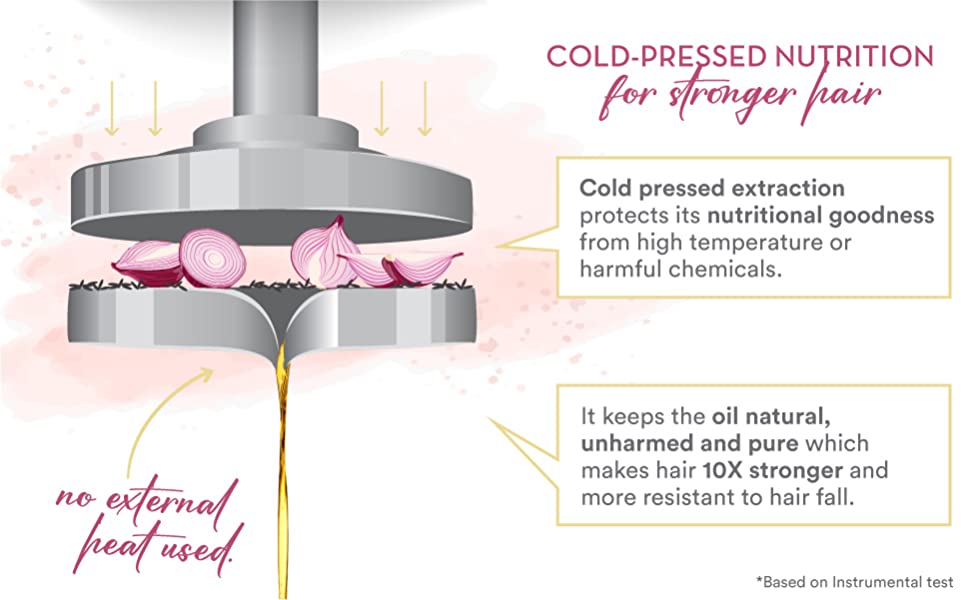 COLD-PRESSED NUTRITION
for stronger hair
Cold pressed extraction
protects its nutritional goodness
from high temperature or
harmful chemicals.
It keeps the oil natural,
unharmed and pure which
makes hair 10X stronger and
more resistant to hair fall.
no external
heat used.
*Based on Instrumental test